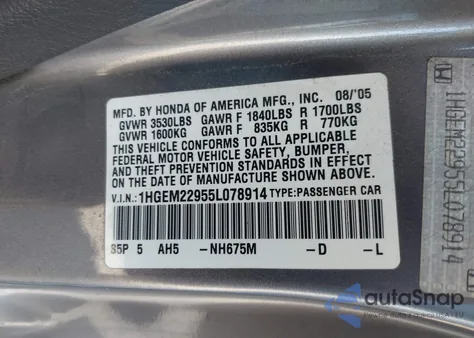 MFD. BY HONDA OF AMERICA MFG., INC. 08/'05
GVWR 3530LBS GAWR F 1840LBS R 1700LBS
GVWR 1600KG GAWR F 835KG R 770KG
THIS VEHICLE CONFORMS TO ALL APPLICABLE
FEDERAL MOTOR VEHICLE SAFETY, BUMPER,
AND THEFT PREVENTION STANDARDS IN EFFECT
ON THE DATE OF MANUFACTURE SHOWN ABOVE.
V.I.N.: 1HGEM22955L078914 TYPE:PASSENGER CAR
S5P 5 AH5 -NH675M -D -L
1HGEM22955L078914
autoSnap